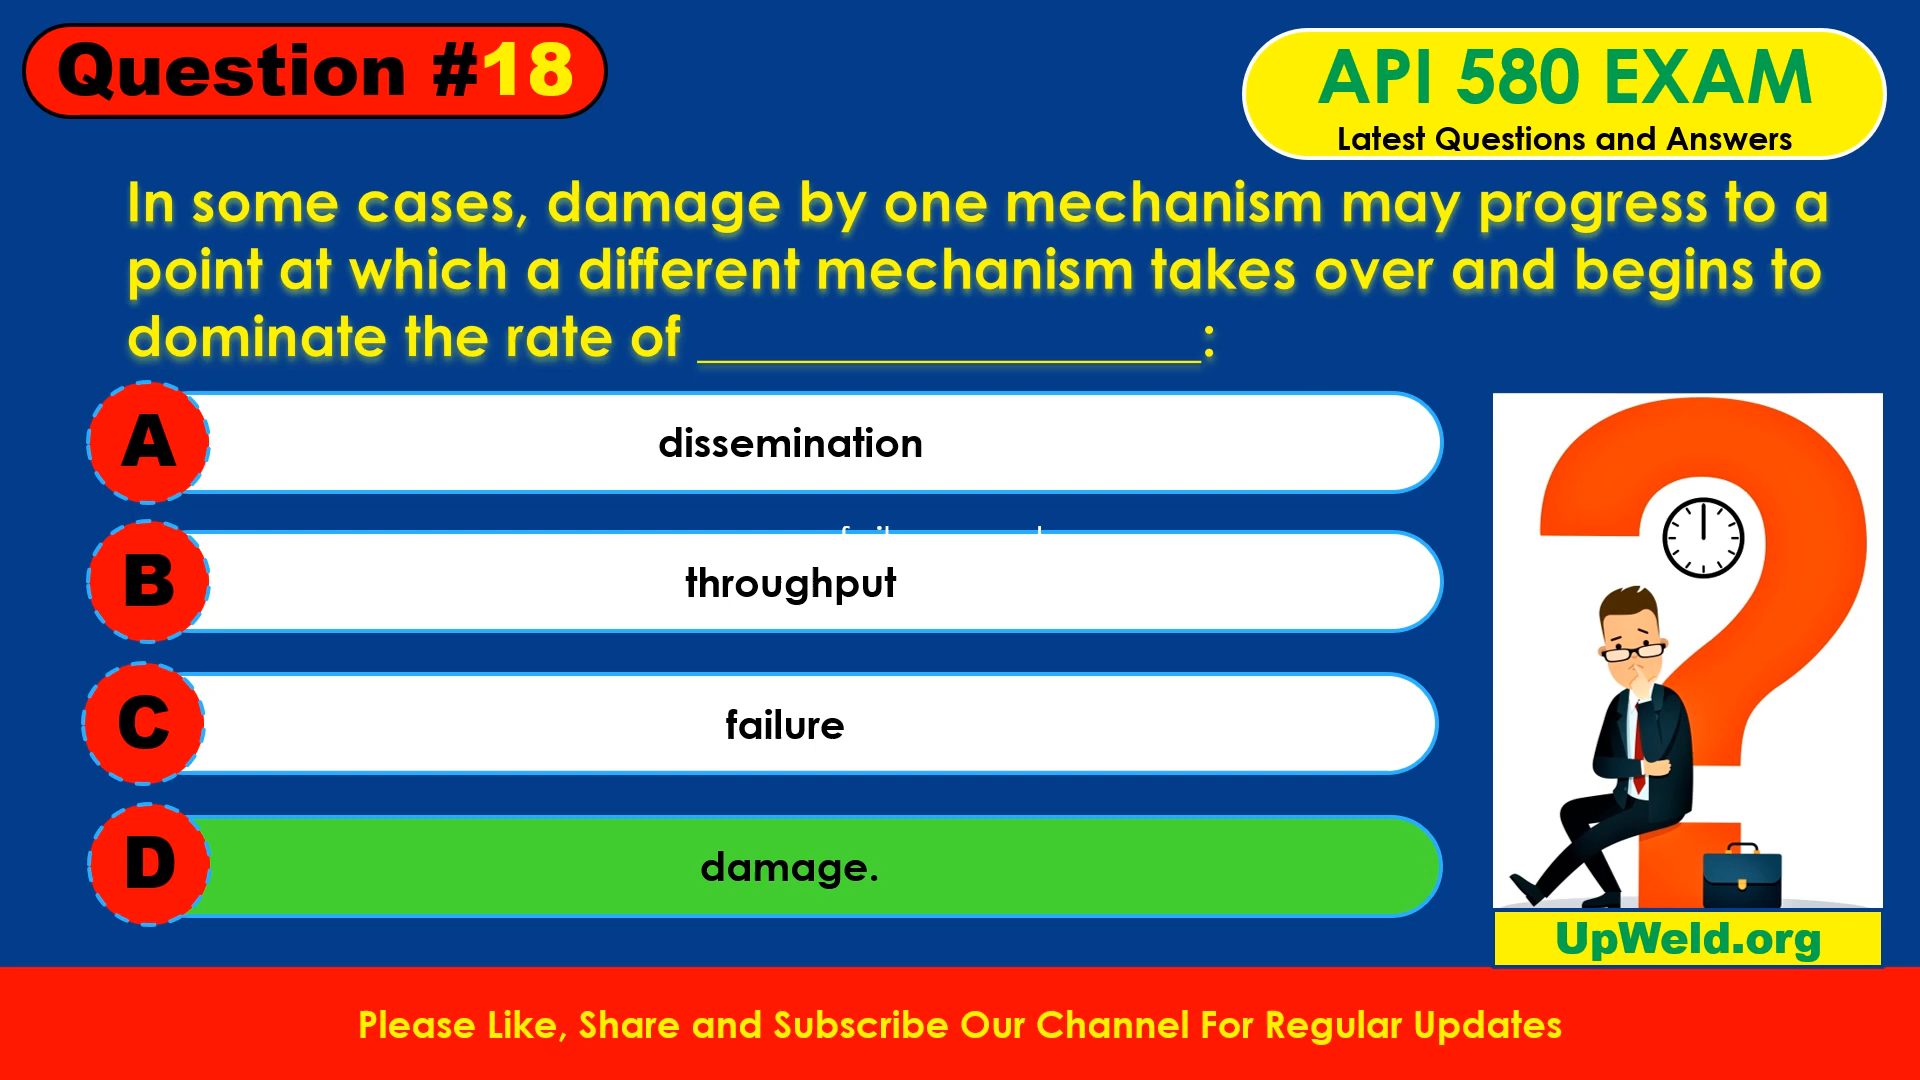 Question #18
API 580 EXAM
Latest Questions and Answers
In some cases, damage by one mechanism may progress to a
point at which a different mechanism takes over and begins to
dominate the rate of __________________:
A
dissemination
B
throughput
C
failure
D
damage.
UpWeld.org
Please Like, Share and Subscribe Our Channel For Regular Updates